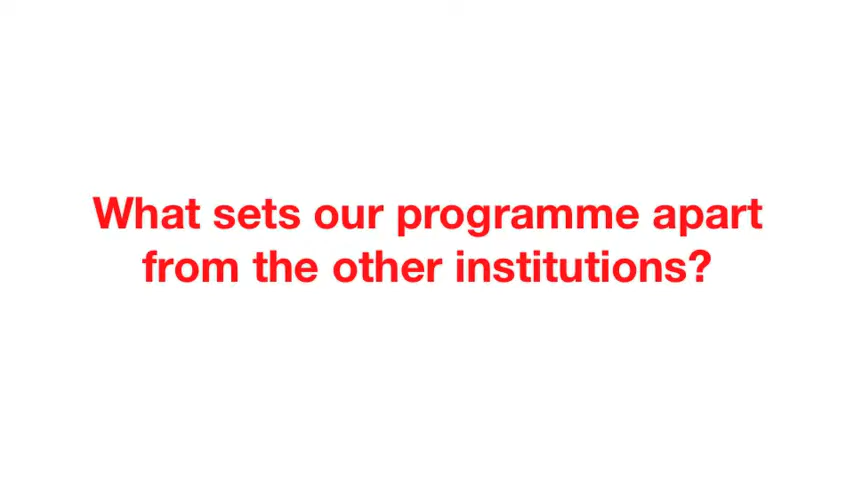 What sets our programme apart
from the other institutions?